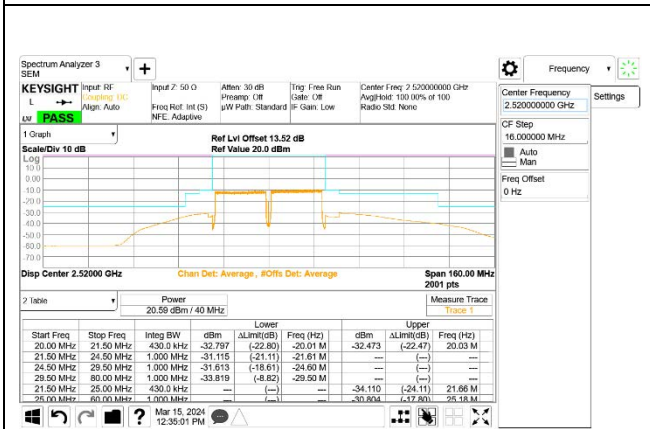 Spectrum Analyzer 3
SEM
Frequency
KEYSIGHT
Input: RF
Coupling: DC
Align: Auto
Input Z: 50 Ω
Freq Ref: Int (S)
NFE: Adaptive
Atten: 30 dB
Preamp: Off
µW Path: Standard
Trig: Free Run
Gate: Off
IF Gain: Low
Center Freq: 2.520000000 GHz
Avg|Hold: 100.00% of 100
Radio Std: None
L
PASS
Center Frequency
2.520000000 GHz
Settings
CF Step
16.000000 MHz
Auto
Man
Freq Offset
0 Hz
1 Graph
Scale/Div 10 dB
Ref Lvl Offset 13.52 dB
Ref Value 20.0 dBm
Log
10.0
0.00
-10.0
-20.0
-30.0
-40.0
-50.0
-60.0
-70.0
Disp Center 2.52000 GHz
Chan Det: Average, #Offs Det: Average
Span 160.00 MHz
2001 pts
2 Table
Power
20.59 dBm / 40 MHz
Measure Trace
Trace 1
Lower Upper
Start Freq Stop Freq Integ BW dBm ΔLimit(dB) Freq (Hz) dBm ΔLimit(dB) Freq (Hz)
20.00 MHz 21.50 MHz 430.0 kHz -32.797 (-22.80) -20.01 M -32.473 (-22.47) 20.03 M
21.50 MHz 24.50 MHz 1.000 MHz -31.115 (-21.11) -21.61 M --- (---) ---
24.50 MHz 29.50 MHz 1.000 MHz -31.613 (-18.61) -24.60 M --- (---) ---
29.50 MHz 80.00 MHz 1.000 MHz -33.819 (-8.82) -29.50 M --- (---) ---
21.50 MHz 25.00 MHz 430.0 kHz --- (---) --- -34.110 (-24.11) 21.66 M
25.00 MHz 60.00 MHz 1.000 MHz --- (---) --- -30.804 (-17.80) 25.18 M
Mar 15, 2024
12:35:01 PM